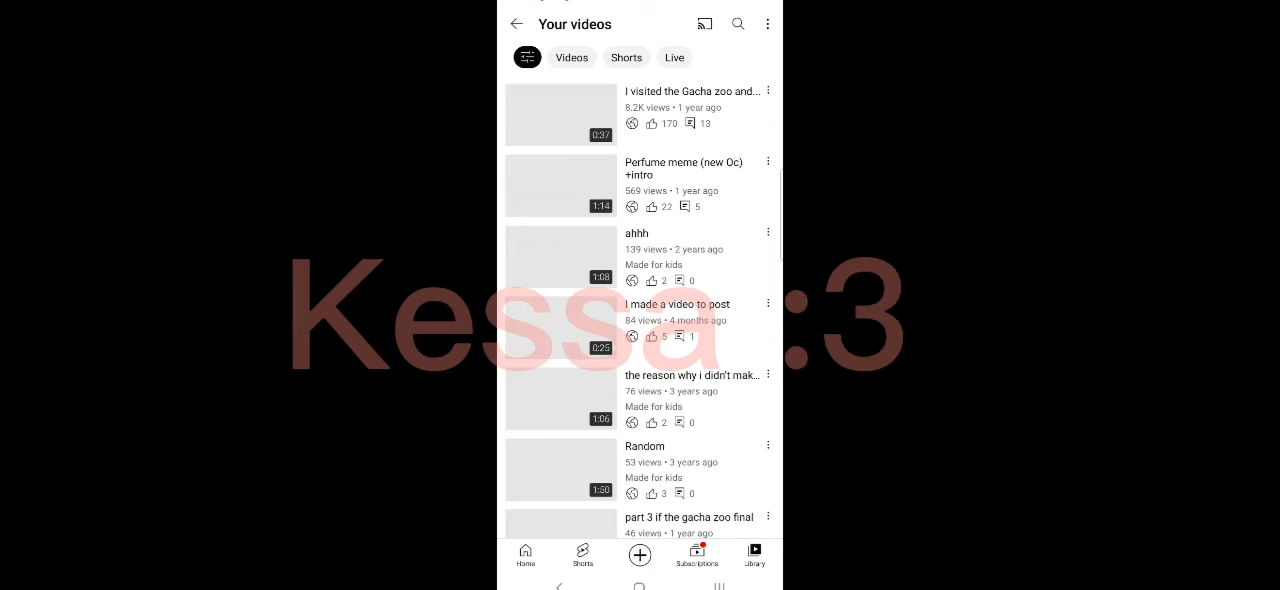 Your videos
Videos
Shorts
Live
0:37
I visited the Gacha zoo and...
8.2K views • 1 year ago
170
13
1:14
Perfume meme (new Oc)
+intro
569 views • 1 year ago
22
5
1:08
ahhh
139 views • 2 years ago
Made for kids
2
0
Kessa :3
0:25
I made a video to post
84 views • 4 months ago
5
1
1:06
the reason why i didn't mak...
76 views • 3 years ago
Made for kids
2
0
1:50
Random
53 views • 3 years ago
Made for kids
3
0
part 3 if the gacha zoo final
46 views • 1 year ago
Home
Shorts
Subscriptions
Library